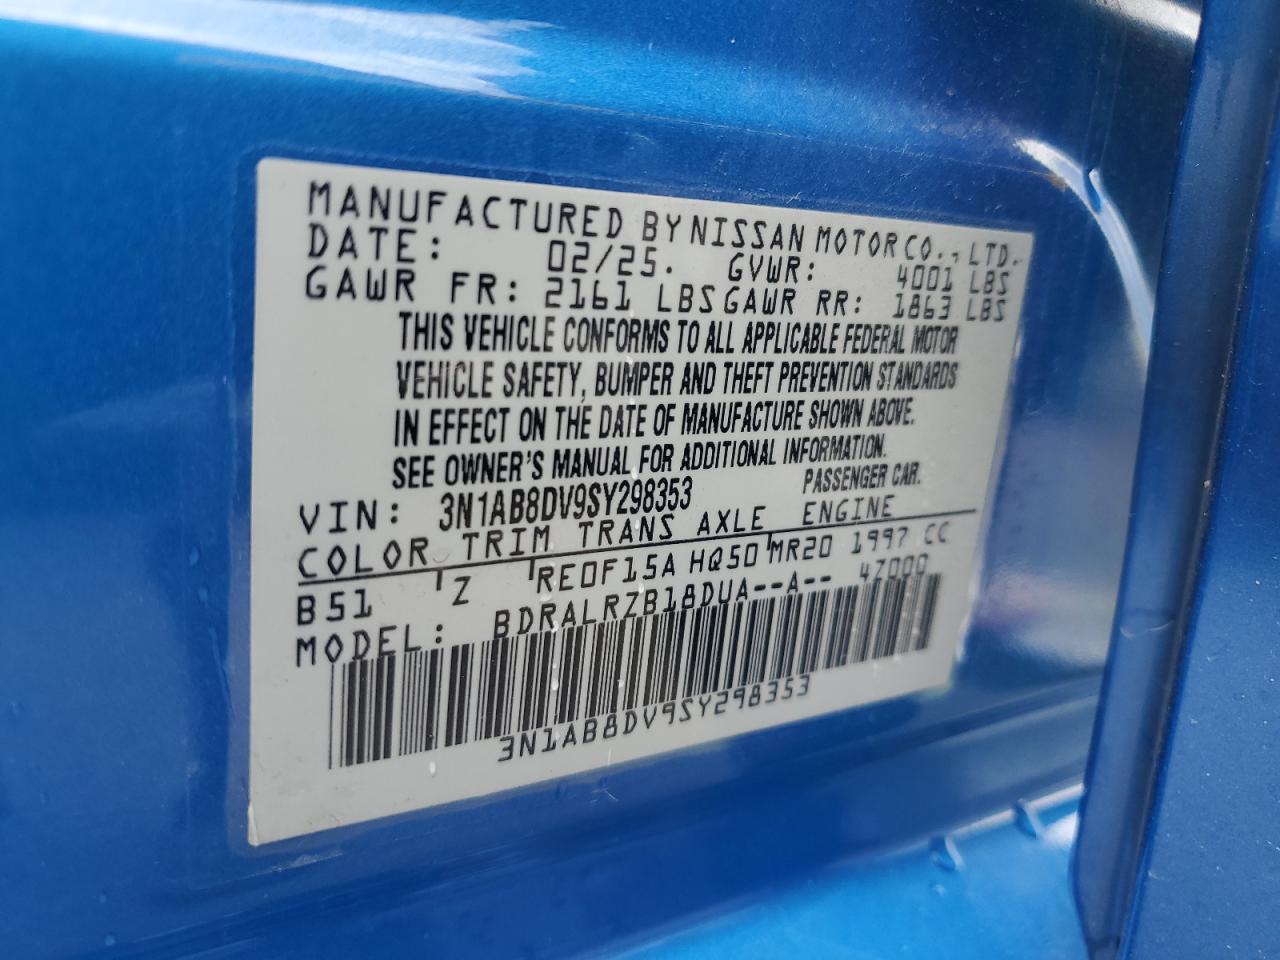 MANUFACTURED BY NISSAN MOTOR CO., LTD.
DATE: 02/25. GVWR: 4001 LBS
GAWR FR: 2161 LBS GAWR RR: 1863 LBS
THIS VEHICLE CONFORMS TO ALL APPLICABLE FEDERAL MOTOR
VEHICLE SAFETY, BUMPER AND THEFT PREVENTION STANDARDS
IN EFFECT ON THE DATE OF MANUFACTURE SHOWN ABOVE.
SEE OWNER'S MANUAL FOR ADDITIONAL INFORMATION.
VIN: 3N1AB8DV9SY298353 PASSENGER CAR.
COLOR TRIM TRANS AXLE ENGINE
B51 Z RE0F15A HQ50 MR20 1997 CC
MODEL: BDRALRZB18DUA--A-- 47000
3N1AB8DV9SY298353